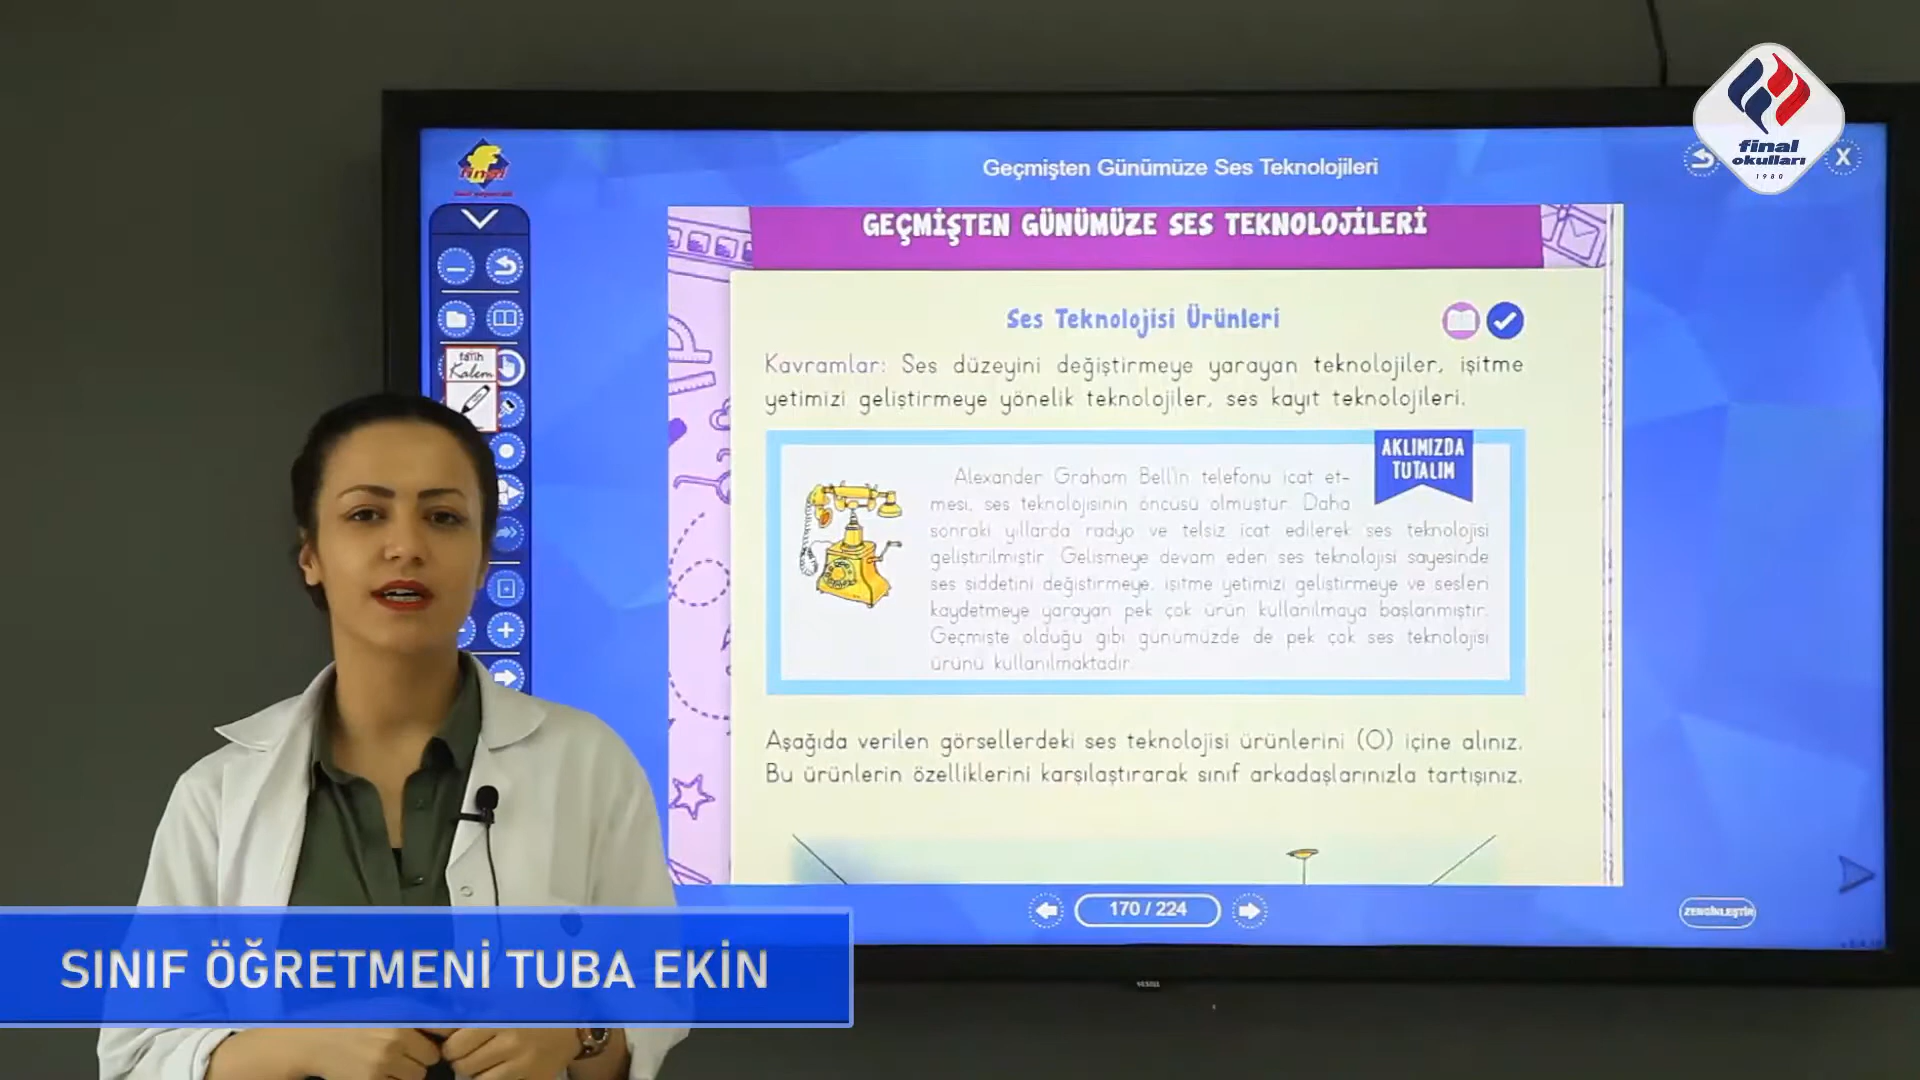 final
okulları
1980
final
Geçmişten Günümüze Ses Teknolojileri
X
GEÇMİŞTEN GÜNÜMÜZE SES TEKNOLOJİLERİ
Ses Teknolojisi Ürünleri
Kavramlar: Ses düzeyini değiştirmeye yarayan teknolojiler, işitme
yetimizi geliştirmeye yönelik teknolojiler, ses kayıt teknolojileri.
fatih
Kalem
AKLIMIZDA
TUTALIM
Alexander Graham Bell'in telefonu icat et-
mesi, ses teknolojisinin öncüsü olmuştur. Daha
sonraki yıllarda radyo ve telsiz icat edilerek ses teknolojisi
geliştirilmiştir. Gelişmeye devam eden ses teknolojisi sayesinde
ses şiddetini değiştirmeye, işitme yetimizi geliştirmeye ve sesleri
kaydetmeye yarayan pek çok ürün kullanılmaya başlanmıştır.
Geçmişte olduğu gibi günümüzde de pek çok ses teknolojisi
ürünü kullanılmaktadır.
Aşağıda verilen görsellerdeki ses teknolojisi ürünlerini (O) içine alınız.
Bu ürünlerin özelliklerini karşılaştırarak sınıf arkadaşlarınızla tartışınız.
170 / 224
ZENGİNLEŞTİR
SINIF ÖĞRETMENİ TUBA EKİN